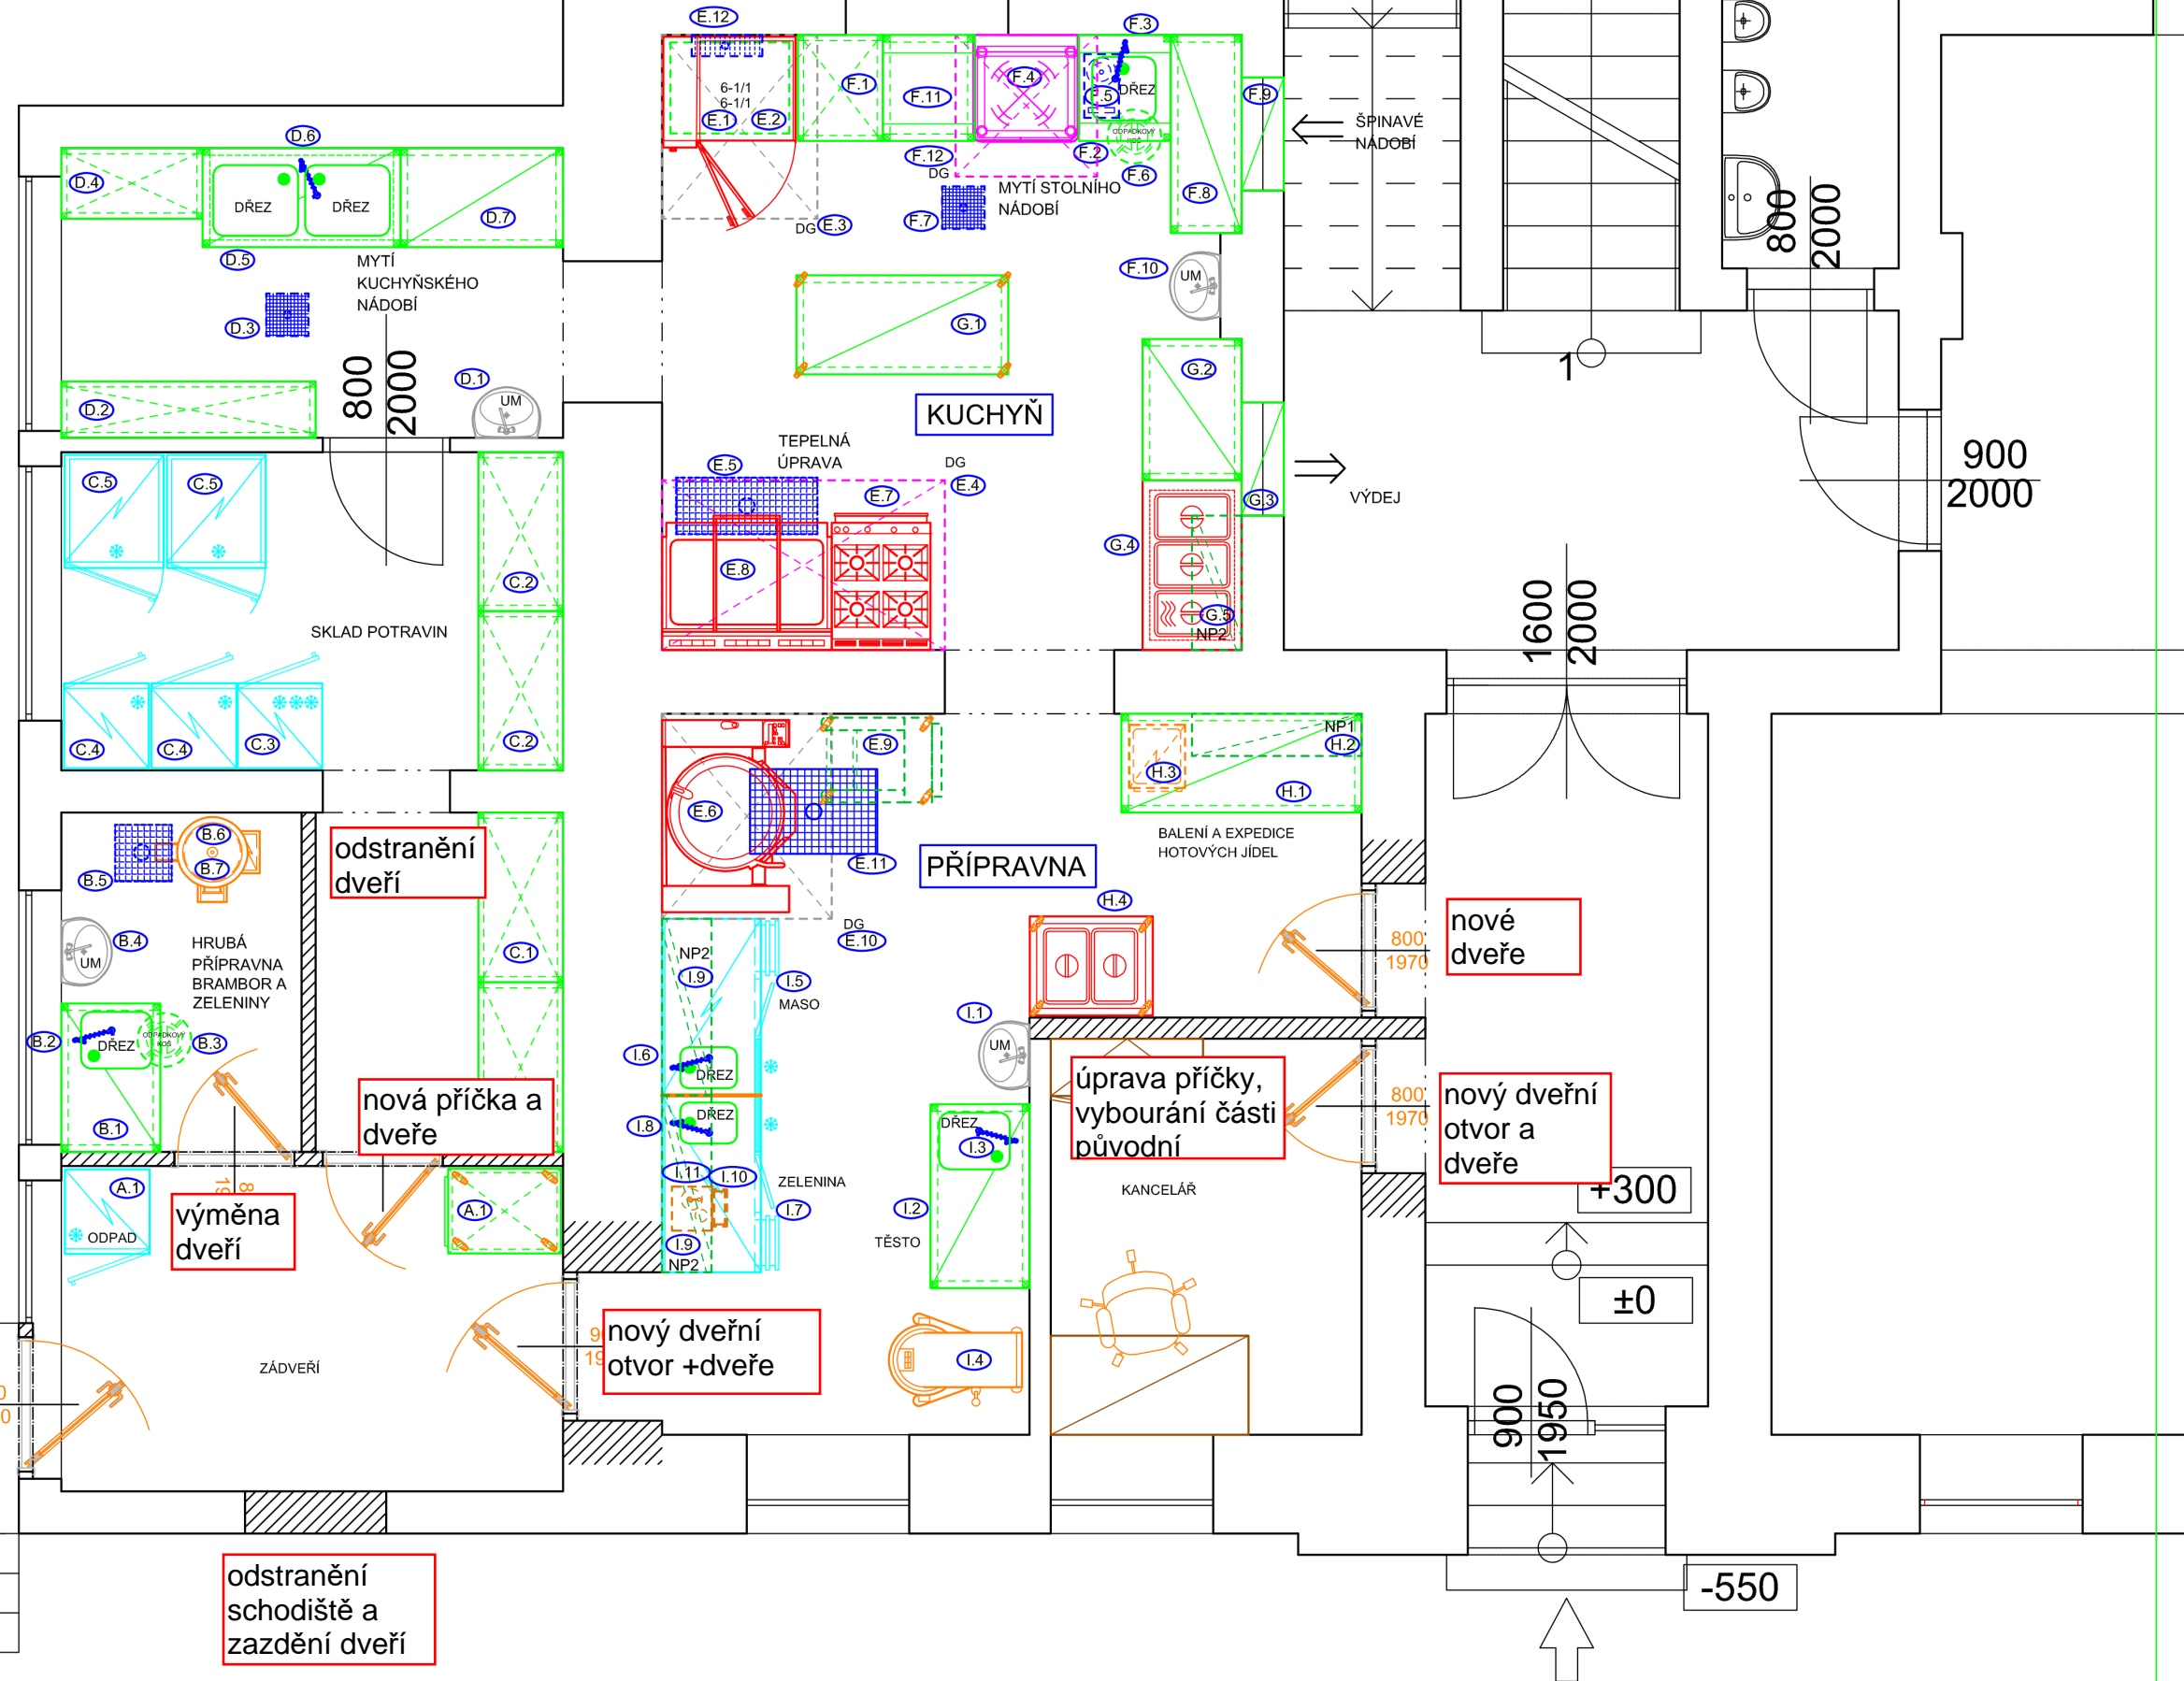 E.12
F.3
6-1/1
6-1/1
E.1
E.2
F.1
F.11
F.4
F.5
DŘEZ
ODPADKOVÝ
KOŠ
F.9
ŠPINAVÉ
NÁDOBÍ
D.6
D.4
DŘEZ
DŘEZ
D.7
D.5
F.12
DG
F.2
F.6
F.8
MYTÍ STOLNÍHO
NÁDOBÍ
F.7
DG
E.3
800
2000
MYTÍ
KUCHYŇSKÉHO
NÁDOBÍ
D.3
F.10
UM
G.1
800
2000
D.1
UM
D.2
G.2
1
KUCHYŇ
TEPELNÁ
ÚPRAVA
E.5
DG
E.4
E.7
E.8
G.3
VÝDEJ
900
2000
C.5
C.5
C.2
G.4
G.5
NP2
1600
2000
SKLAD POTRAVIN
C.4
C.4
C.3
C.2
E.9
NP1
H.2
H.3
H.1
E.6
E.11
BALENÍ A EXPEDICE
HOTOVÝCH JÍDEL
PŘÍPRAVNA
B.6
B.7
B.5
odstranění
dveří
B.4
UM
HRUBÁ
PŘÍPRAVNA
BRAMBOR A
ZELENINY
C.1
DG
E.10
H.4
800
1970
nové
dveře
NP2
I.9
I.5
MASO
I.1
UM
B.2
DŘEZ
ODPADKOVÝ
KOŠ
B.3
B.1
I.6
DŘEZ
DŘEZ
I.8
nová příčka a
dveře
úprava příčky,
vybourání části
původní
800
1970
nový dveřní
otvor a
dveře
DŘEZ
I.3
I.11
I.10
ZELENINA
I.7
I.9
NP2
I.2
TĚSTO
KANCELÁŘ
+300
A.1
ODPAD
výměna
dveří
A.1
±0
nový dveřní
otvor +dveře
I.4
ZÁDVEŘÍ
900
1950
-550
odstranění
schodiště a
zazdění dveří